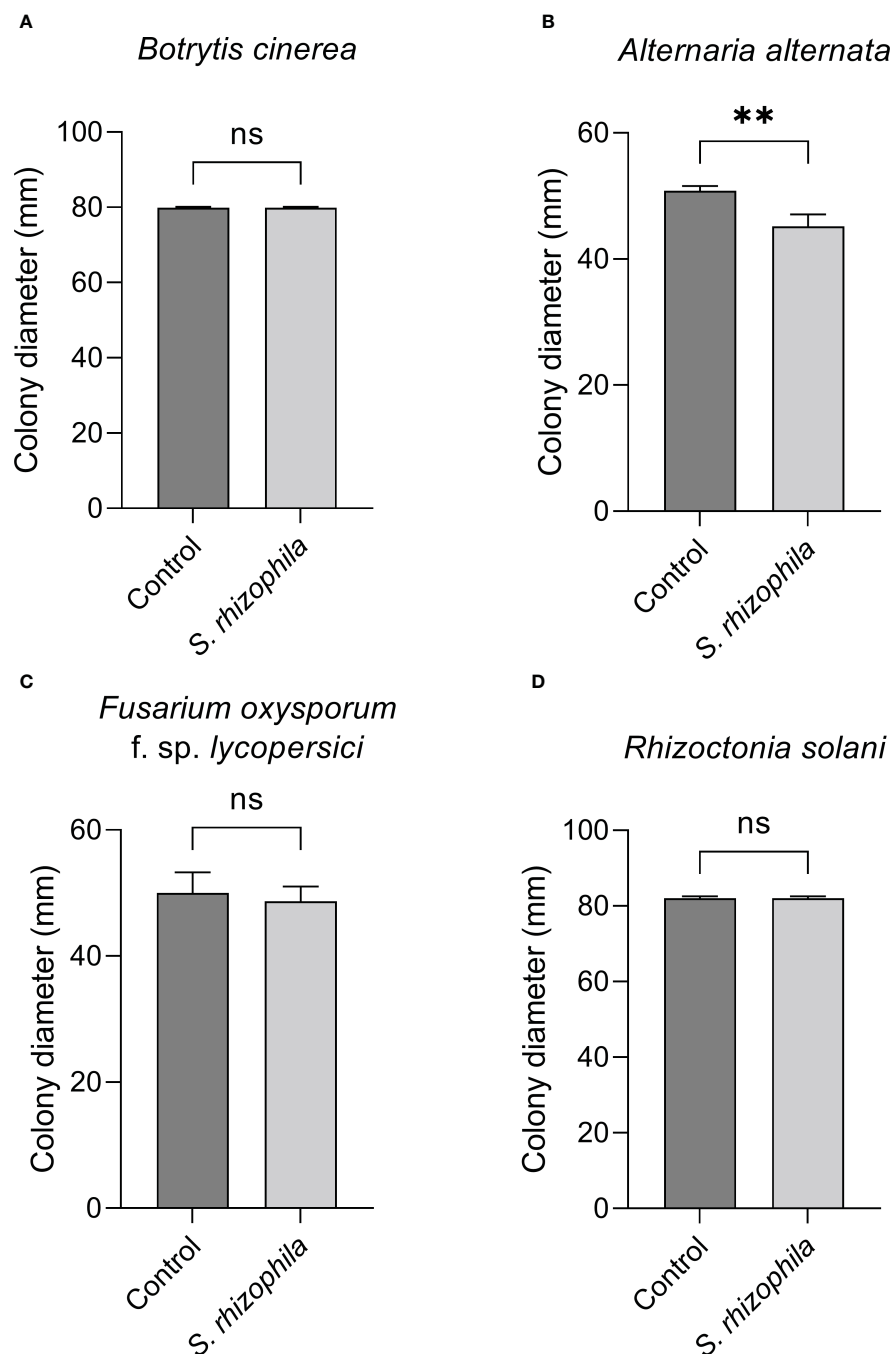 A
Botrytis cinerea
Colony diameter (mm)
100
80
60
40
20
0
ns
Control
S. rhizophila
B
Alternaria alternata
Colony diameter (mm)
60
40
20
0
**
Control
S. rhizophila
C
Fusarium oxysporum
f. sp. lycopersici
Colony diameter (mm)
60
40
20
0
ns
Control
S. rhizophila
D
Rhizoctonia solani
Colony diameter (mm)
100
80
60
40
20
0
ns
Control
S. rhizophila